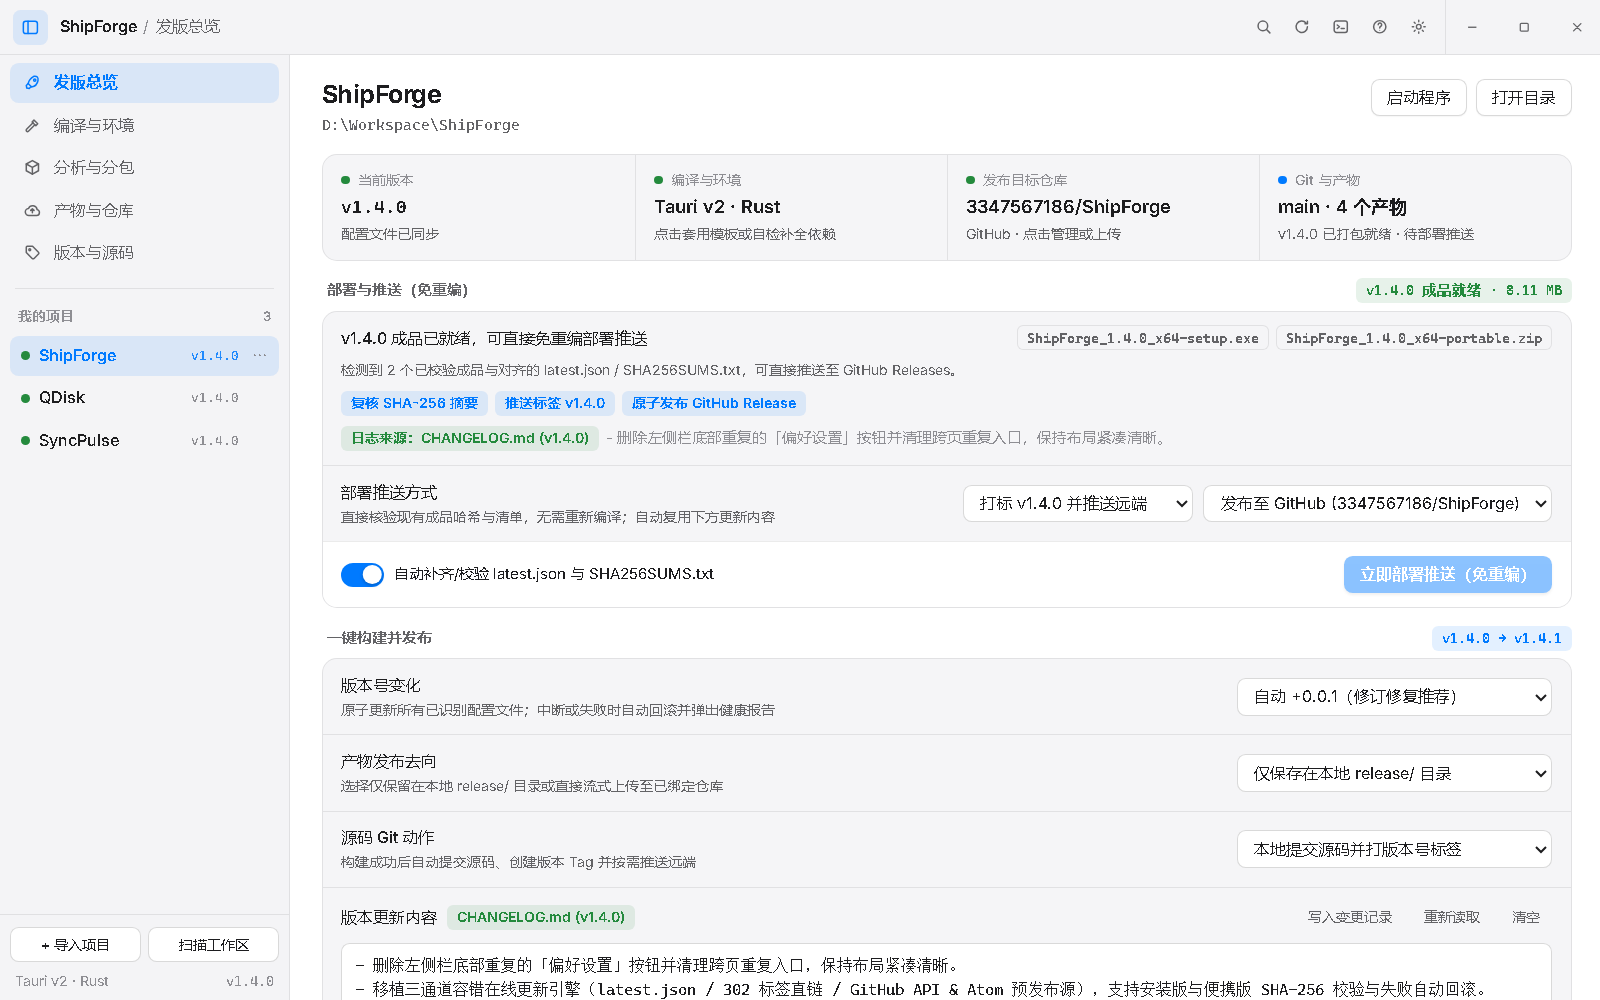 ShipForge / 发版总览
发版总览
编译与环境
分析与分包
产物与仓库
版本与源码
我的项目 3
ShipForge v1.4.0 ···
QDisk v1.4.0
SyncPulse v1.4.0
+ 导入项目 扫描工作区
Tauri v2 · Rust v1.4.0
ShipForge
D:\Workspace\ShipForge
启动程序 打开目录
当前版本
v1.4.0
配置文件已同步
编译与环境
Tauri v2 · Rust
点击套用模板或自检补全依赖
发布目标仓库
3347567186/ShipForge
GitHub · 点击管理或上传
Git 与产物
main · 4 个产物
v1.4.0 已打包就绪 · 待部署推送
部署与推送（免重编） v1.4.0 成品就绪 · 8.11 MB
v1.4.0 成品已就绪，可直接免重编部署推送 ShipForge_1.4.0_x64-setup.exe ShipForge_1.4.0_x64-portable.zip
检测到 2 个已校验成品与对齐的 latest.json / SHA256SUMS.txt，可直接推送至 GitHub Releases。
复核 SHA-256 摘要 推送标签 v1.4.0 原子发布 GitHub Release
日志来源：CHANGELOG.md (v1.4.0) - 删除左侧栏底部重复的「偏好设置」按钮并清理跨页重复入口，保持布局紧凑清晰。
部署推送方式
直接核验现有成品哈希与清单，无需重新编译；自动复用下方更新内容
打标 v1.4.0 并推送远端 发布至 GitHub (3347567186/ShipForge)
自动补齐/校验 latest.json 与 SHA256SUMS.txt 立即部署推送（免重编）
一键构建并发布 v1.4.0 → v1.4.1
版本号变化
原子更新所有已识别配置文件；中断或失败时自动回滚并弹出健康报告
自动 +0.0.1（修订修复推荐）
产物发布去向
选择仅保留在本地 release/ 目录或直接流式上传至已绑定仓库
仅保存在本地 release/ 目录
源码 Git 动作
构建成功后自动提交源码、创建版本 Tag 并按需推送远端
本地提交源码并打版本号标签
版本更新内容 CHANGELOG.md (v1.4.0) 写入变更记录 重新读取 清空
- 删除左侧栏底部重复的「偏好设置」按钮并清理跨页重复入口，保持布局紧凑清晰。
- 移植三通道容错在线更新引擎（latest.json / 302 标签直链 / GitHub API & Atom 预发布源），支持安装版与便携版 SHA-256 校验与失败自动回滚。